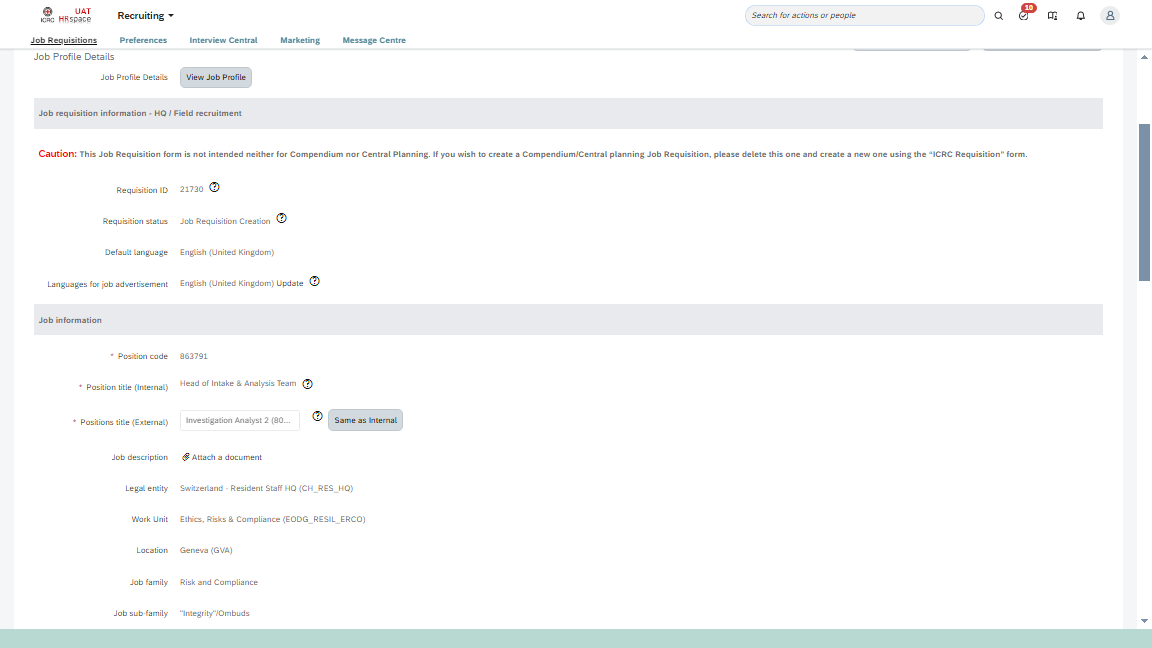 ICRC UAT HRspace
Recruiting
Search for actions or people
10
Job Requisitions Preferences Interview Central Marketing Message Centre
Job Profile Details
Job Profile Details View Job Profile
Job requisition information - HQ / Field recruitment
Caution: This Job Requisition form is not intended neither for Compendium nor Central Planning. If you wish to create a Compendium/Central planning Job Requisition, please delete this one and create a new one using the “ICRC Requisition” form.
Requisition ID 21730
Requisition status Job Requisition Creation
Default language English (United Kingdom)
Languages for job advertisement English (United Kingdom) Update
Job information
* Position code 863791
* Position title (Internal) Head of Intake & Analysis Team
* Positions title (External) Investigation Analyst 2 (80... Same as Internal
Job description Attach a document
Legal entity Switzerland - Resident Staff HQ (CH_RES_HQ)
Work Unit Ethics, Risks & Compliance (EODG_RESIL_ERCO)
Location Geneva (GVA)
Job family Risk and Compliance
Job sub-family "Integrity"/Ombuds